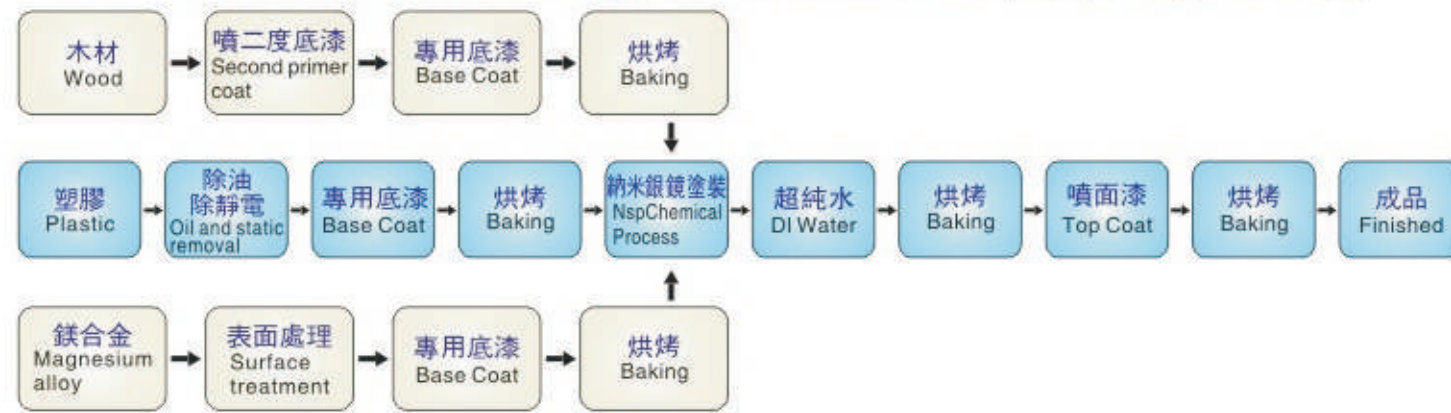 木材
Wood
噴二度底漆
Second primer
coat
專用底漆
Base Coat
烘烤
Baking
塑膠
Plastic
除油
除靜電
Oil and static
removal
專用底漆
Base Coat
烘烤
Baking
納米銀鏡塗裝
NspChemical
Process
超純水
DI Water
烘烤
Baking
噴面漆
Top Coat
烘烤
Baking
成品
Finished
鎂合金
Magnesium
alloy
表面處理
Surface
treatment
專用底漆
Base Coat
烘烤
Baking